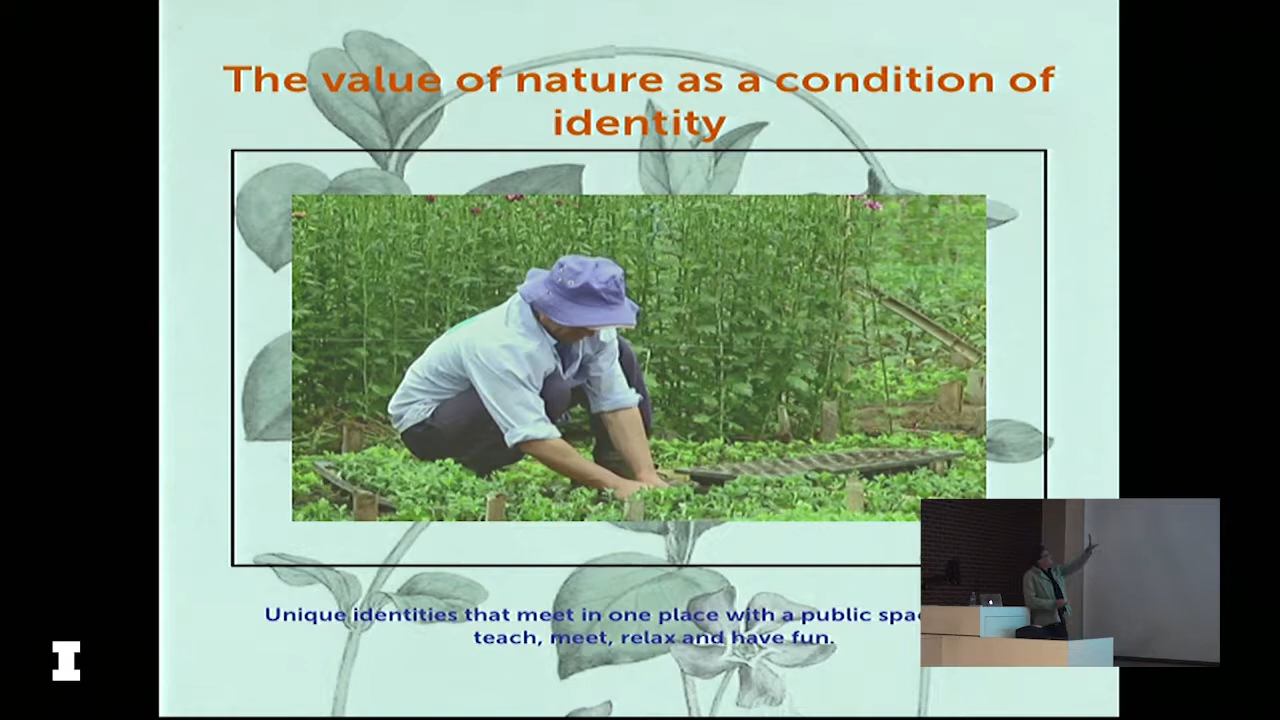 The value of nature as a condition of
identity
Unique identities that meet in one place with a public
teach, meet, relax and have fun.
I